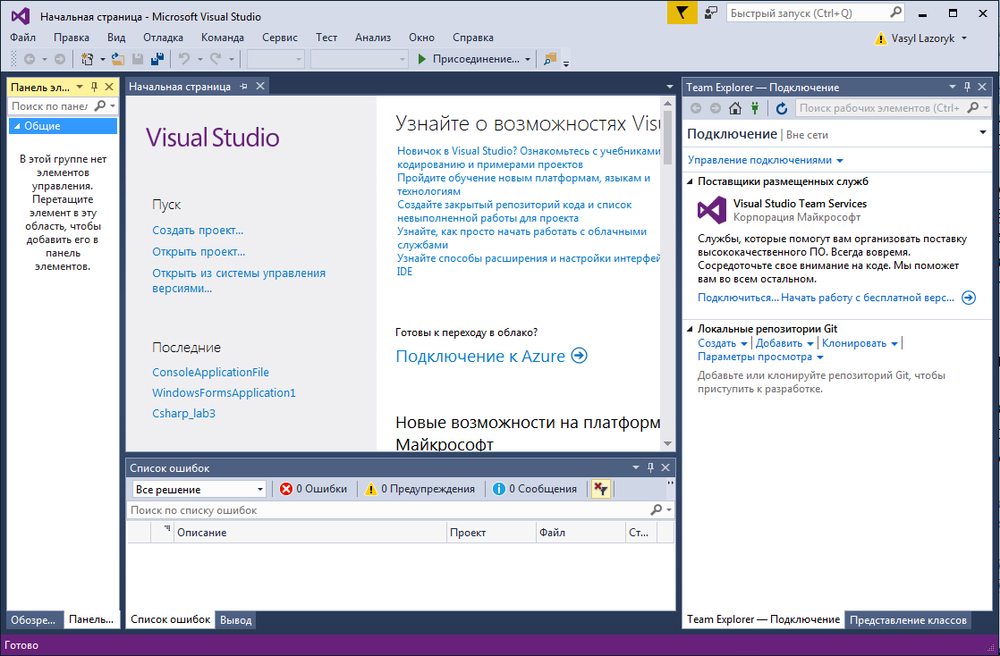 Начальная страница - Microsoft Visual Studio
Быстрый запуск (Ctrl+Q)
Файл Правка Вид Отладка Команда Сервис Тест Анализ Окно Справка
Vasyl Lazoryk
Присоединение...
Панель эл...
Поиск по панел
Общие
В этой группе нет
элементов
управления.
Перетащите
элемент в эту
область, чтобы
добавить его в
панель
элементов.
Обозре... Панель...
Начальная страница
Visual Studio
Пуск
Создать проект...
Открыть проект...
Открыть из системы управления
версиями...
Последние
ConsoleApplicationFile
WindowsFormsApplication1
Csharp_lab3
Узнайте о возможностях Visu
Новичок в Visual Studio? Ознакомьтесь с учебниками
кодированию и примерами проектов
Пройдите обучение новым платформам, языкам и
технологиям
Создайте закрытый репозиторий кода и список
невыполненной работы для проекта
Узнайте, как просто начать работать с облачными
службами
Узнайте способы расширения и настройки интерфей
IDE
Готовы к переходу в облако?
Подключение к Azure
Новые возможности на платформ
Майкрософт
Список ошибок
Все решение 0 Ошибки 0 Предупреждения 0 Сообщения
Поиск по списку ошибок
Описание Проект Файл Ст...
Список ошибок Вывод
Team Explorer — Подключение
Поиск рабочих элементов (Ctrl+
Подключение | Вне сети
Управление подключениями
Поставщики размещенных служб
Visual Studio Team Services
Корпорация Майкрософт
Службы, которые помогут вам организовать поставку
высококачественного ПО. Всегда вовремя.
Сосредоточьте свое внимание на коде. Мы поможет
вам во всем остальном.
Подключиться... Начать работу с бесплатной верс...
Локальные репозитории Git
Создать | Добавить | Клонировать |
Параметры просмотра
Добавьте или клонируйте репозиторий Git, чтобы
приступить к разработке.
Team Explorer — Подключение Представление классов
Готово